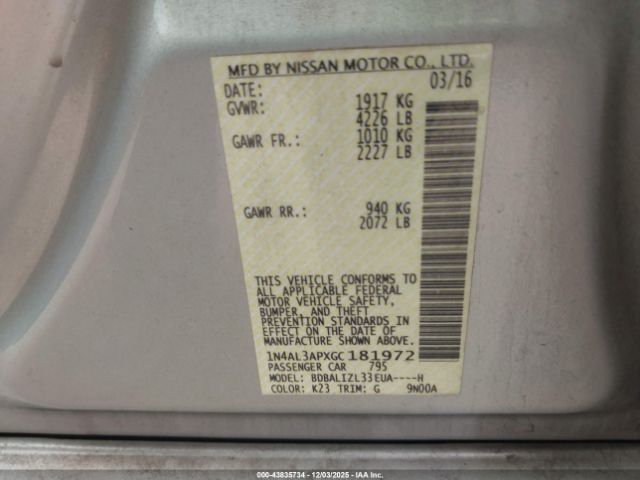 MFD BY NISSAN MOTOR CO., LTD.
DATE: 03/16
GVWR: 1917 KG
4226 LB
GAWR FR.: 1010 KG
2227 LB
GAWR RR.: 940 KG
2072 LB
THIS VEHICLE CONFORMS TO
ALL APPLICABLE FEDERAL
MOTOR VEHICLE SAFETY,
BUMPER, AND THEFT
PREVENTION STANDARDS IN
EFFECT ON THE DATE OF
MANUFACTURE SHOWN ABOVE.
1N4AL3APXGC181972
PASSENGER CAR 795
MODEL: BDBALIZL33EUA----H
COLOR: K23 TRIM: G 9N00A
000-43835734 - 12/03/2025 - IAA Inc.